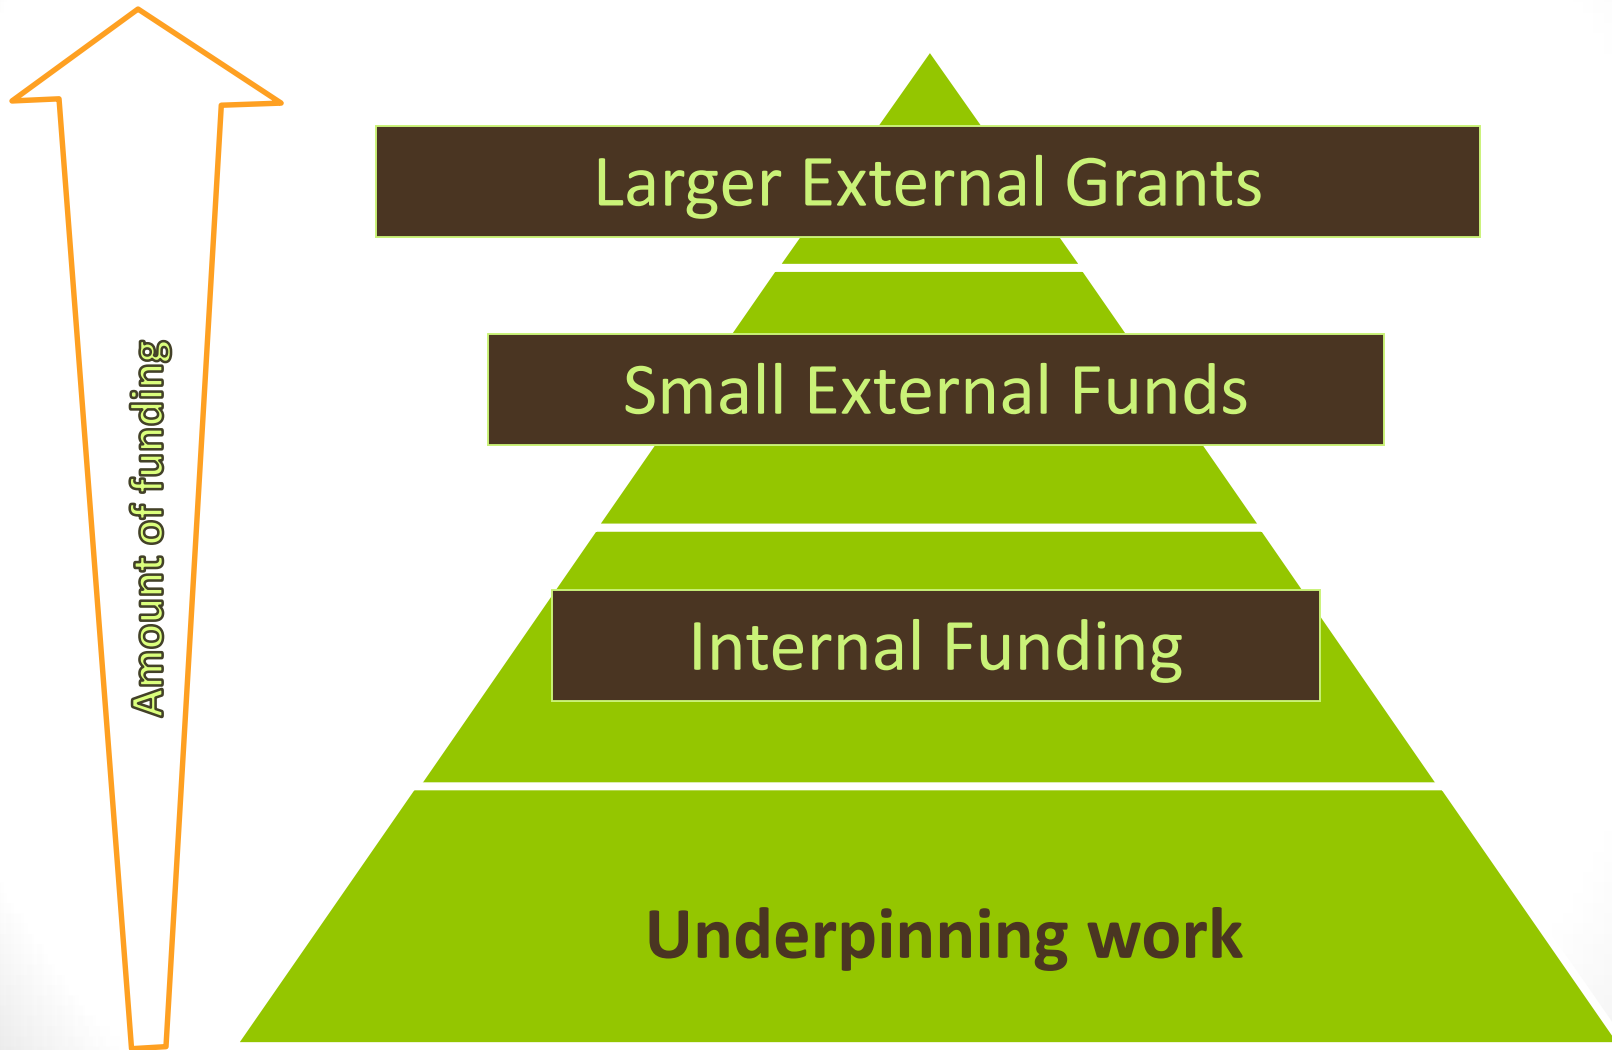 Larger External Grants
Small External Funds
Amount of funding
Internal Funding
Underpinning work